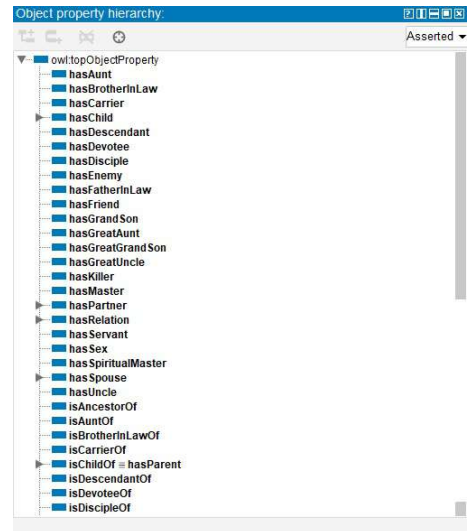 Object property hierarchy:
Asserted
owl:topObjectProperty
hasAunt
hasBrotherInLaw
hasCarrier
hasChild
hasDescendant
hasDevotee
hasDisciple
hasEnemy
hasFatherInLaw
hasFriend
hasGrandSon
hasGreatAunt
hasGreatGrandSon
hasGreatUncle
hasKiller
hasMaster
hasPartner
hasRelation
hasServant
hasSex
hasSpiritualMaster
hasSpouse
hasUncle
isAncestorOf
isAuntOf
isBrotherInLawOf
isCarrierOf
isChildOf ≡ hasParent
isDescendantOf
isDevoteeOf
isDiscipleOf